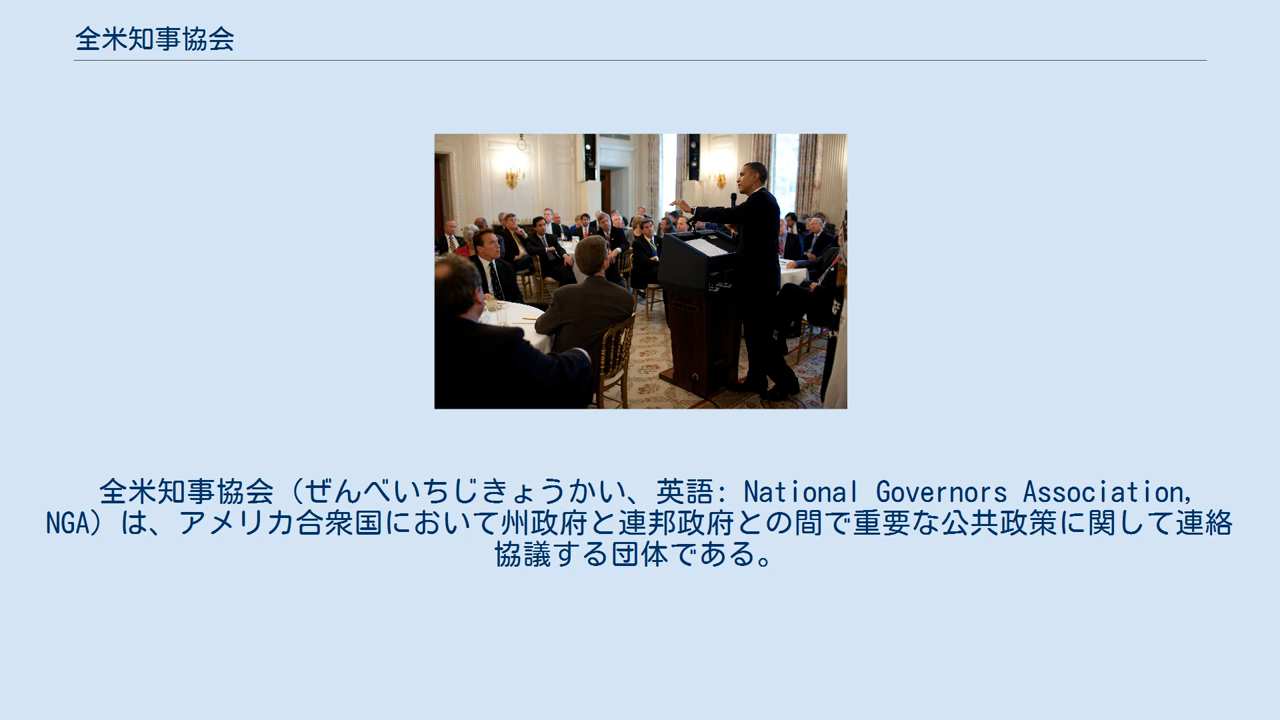 全米知事協会
全米知事協会（ぜんべいちじきょうかい、英語: National Governors Association,
NGA）は、アメリカ合衆国において州政府と連邦政府との間で重要な公共政策に関して連絡
協議する団体である。